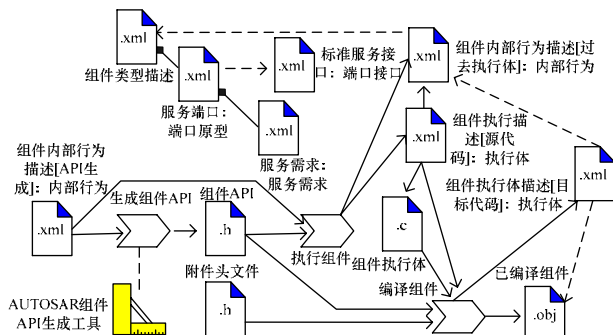 .xml
.xml
标准服务接
口：端口接口
.xml
组件内部行为描述[过
去执行体]：内部行为
组件类型描述
.xml
服务端口：
端口原型
.xml
服务需求：
服务需求
.xml
组件执行描
述[源代
码]：执行体
组件内部行为
描述[API生
成]：内部行为
.xml
生成组件API
组件API
.h
执行组件
.c
组件执行体
组件执行体描述[目
标代码]：执行体
.xml
AUTOSAR组件
API生成工具
附件头文件
.h
编译组件
已编译组件
.obj